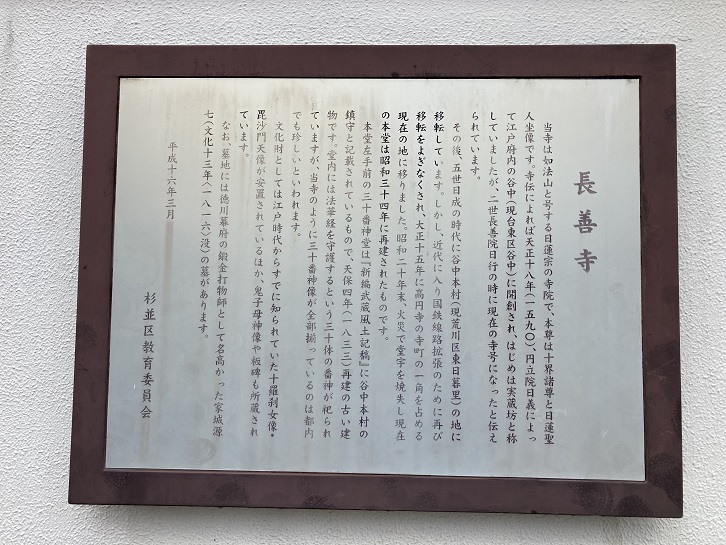 長善寺
当寺は如法山と号する日蓮宗の寺院で、本尊は十界諸尊と日蓮聖
人坐像です。寺伝によれば天正十八年(一五九〇)、円立院日義によっ
て江戸府内の谷中(現台東区谷中)に開創され、はじめは実蔵坊と称
していましたが、二世長善院日行の時に現在の寺号になったと伝え
られています。
その後、五世日成の時代に谷中本村(現荒川区東日暮里)の地に
移転しています。しかし、近代に入り国鉄線路拡張のために再び
移転をよぎなくされ、大正十五年に高円寺の寺町の一角を占める
現在の地に移りました。昭和二十年末、火災で堂宇を焼失し現在
の本堂は昭和三十四年に再建されたものです。
本堂左手前の三十番神堂は『新編武蔵風土記稿』に谷中本村の
鎮守と記載されているもので、天保四年(一八三三)再建の古い建
物です。堂内には法華経を守護するという三十体の番神が祀られ
ていますが、当寺のように三十番神像が全部揃っているのは都内
でも珍しいといわれます。
文化財としては江戸時代からすでに知られていた十羅刹女像・
毘沙門天像が安置されているほか、鬼子母神像や板碑も所蔵され
ています。
なお、墓地には徳川幕府の鍛金打物師として名高かった家城源
七(文化十三年(一八一六)没)の墓があります。
平成十六年三月
杉並区教育委員会